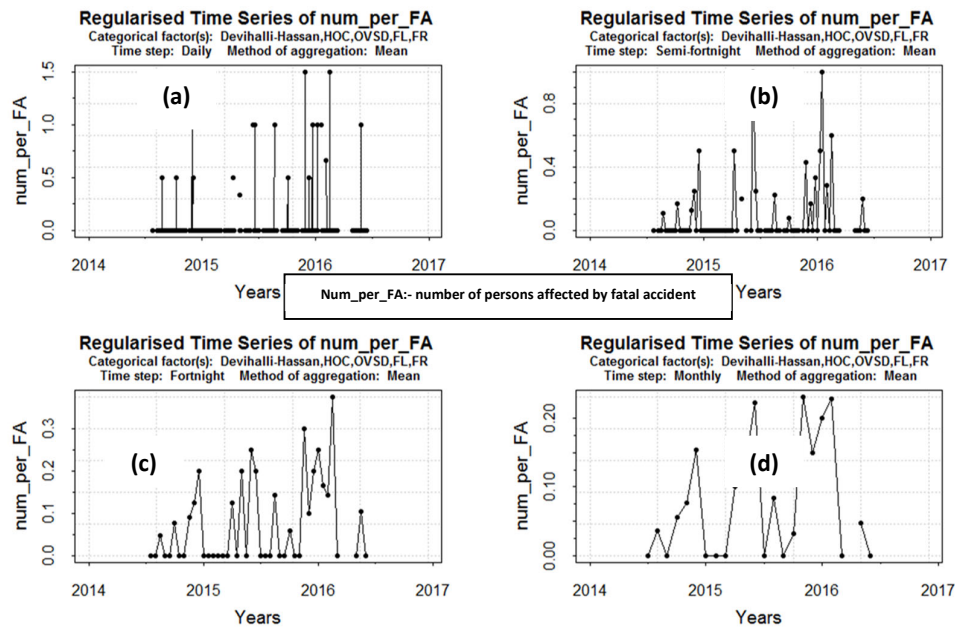 Regularised Time Series of num_per_FA
Categorical factor(s): Devihalli-Hassan,HOC,OVSD,FL,FR
Time step: Daily Method of aggregation: Mean
(a)
num_per_FA
1.5
1.0
0.5
0.0
2014 2015 2016 2017
Years
Regularised Time Series of num_per_FA
Categorical factor(s): Devihalli-Hassan,HOC,OVSD,FL,FR
Time step: Semi-fortnight Method of aggregation: Mean
(b)
num_per_FA
0.8
0.4
0.0
2014 2015 2016 2017
Years
Num_per_FA:- number of persons affected by fatal accident
Regularised Time Series of num_per_FA
Categorical factor(s): Devihalli-Hassan,HOC,OVSD,FL,FR
Time step: Fortnight Method of aggregation: Mean
(c)
num_per_FA
0.3
0.2
0.1
0.0
2014 2015 2016 2017
Years
Regularised Time Series of num_per_FA
Categorical factor(s): Devihalli-Hassan,HOC,OVSD,FL,FR
Time step: Monthly Method of aggregation: Mean
(d)
num_per_FA
0.20
0.10
0.00
2014 2015 2016 2017
Years